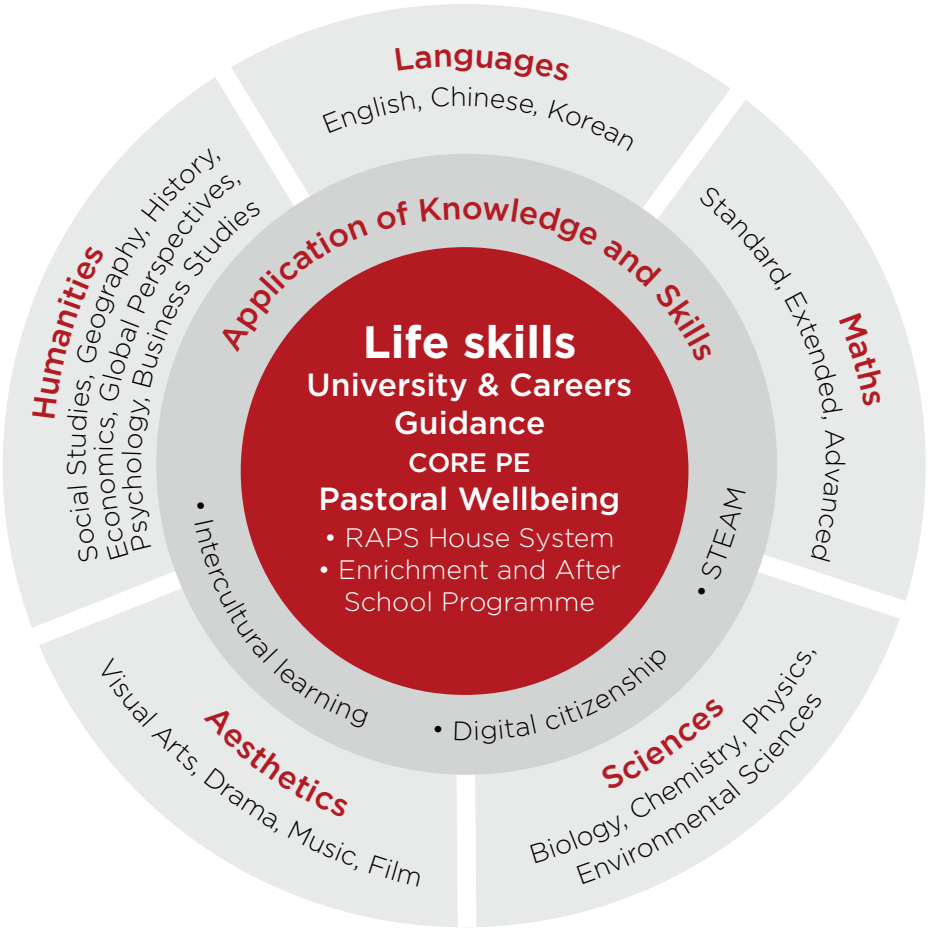 Languages
English, Chinese, Korean
Maths
Standard, Extended, Advanced
Sciences
Biology, Chemistry, Physics,
Environmental Sciences
Aesthetics
Visual Arts, Drama, Music, Film
Humanities
Social Studies, Geography, History,
Economics, Global Perspectives,
Psychology, Business Studies
Application of Knowledge and Skills
• STEAM
• Digital citizenship
• Intercultural learning
Life skills
University & Careers
Guidance
CORE PE
Pastoral Wellbeing
• RAPS House System
• Enrichment and After
School Programme